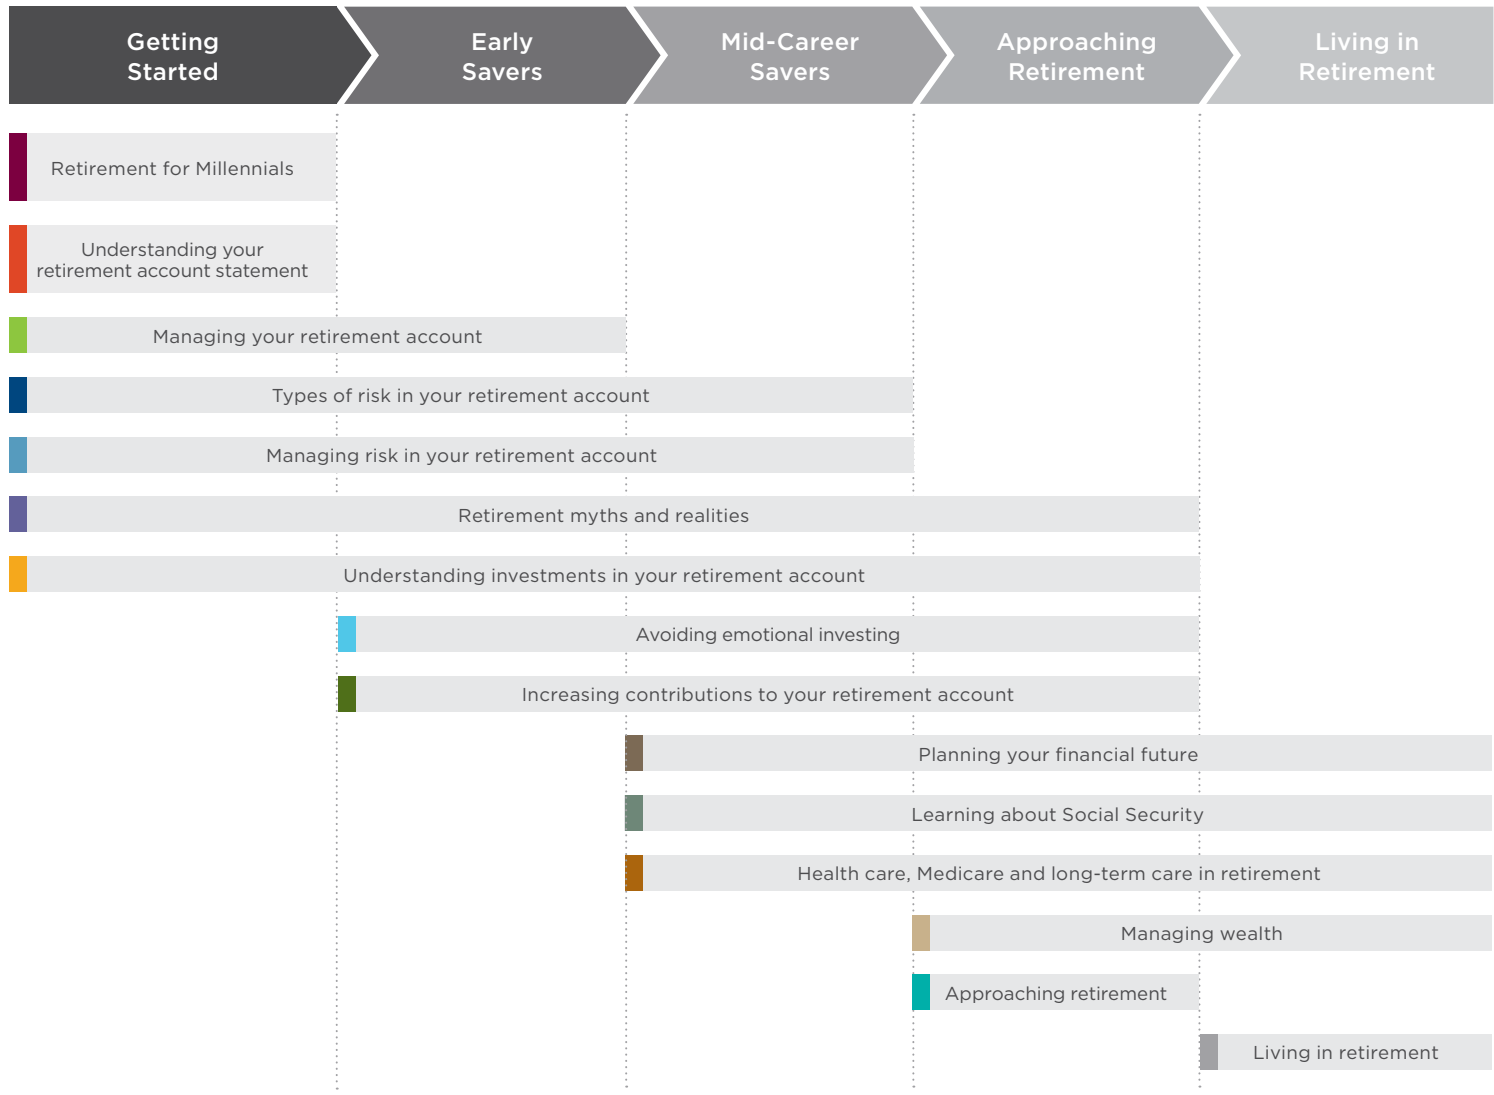 Getting
Started
Early
Savers
Mid-Career
Savers
Approaching
Retirement
Living in
Retirement
Retirement for Millennials
Understanding your
retirement account statement
Managing your retirement account
Types of risk in your retirement account
Managing risk in your retirement account
Retirement myths and realities
Understanding investments in your retirement account
Avoiding emotional investing
Increasing contributions to your retirement account
Planning your financial future
Learning about Social Security
Health care, Medicare and long-term care in retirement
Managing wealth
Approaching retirement
Living in retirement